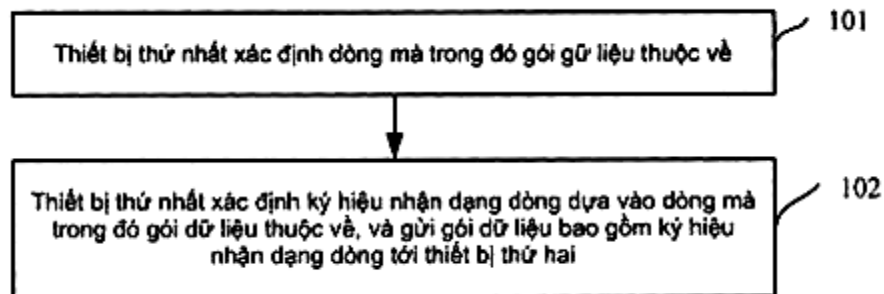 101
Thiết bị thứ nhất xác định dòng mà trong đó gói gữ liệu thuộc về
102
Thiết bị thứ nhất xác định ký hiệu nhận dạng dòng dựa vào dòng mà
trong đó gói dữ liệu thuộc về, và gửi gói dữ liệu bao gồm ký hiệu
nhận dạng dòng tới thiết bị thứ hai